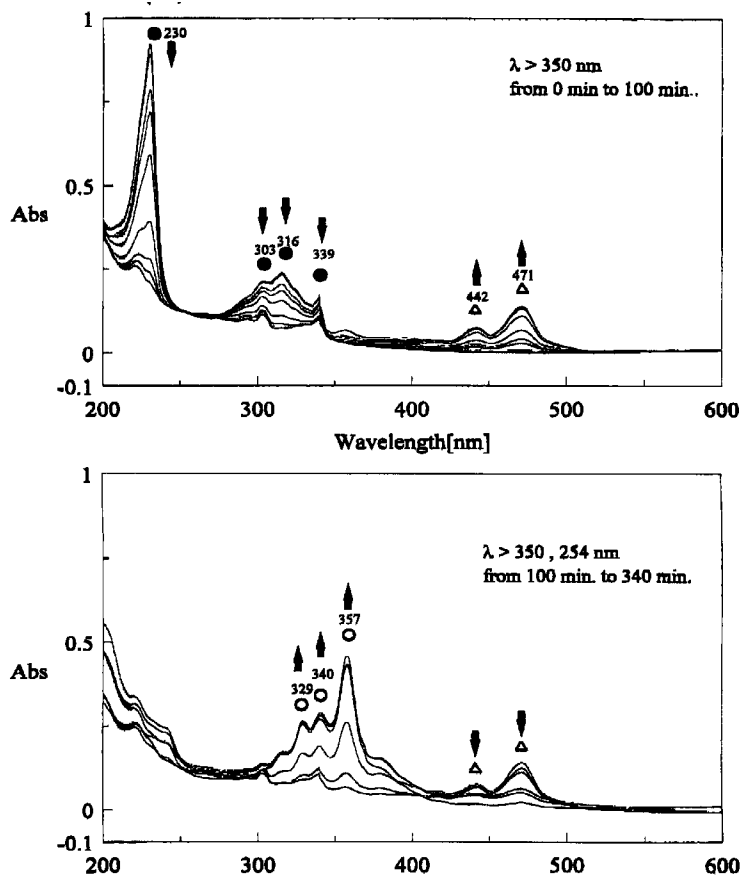 1
230
λ > 350 nm
from 0 min to 100 min..
0.5
Abs
303 316 339
442 471
0
-0.1
200 300 400 500 600
Wavelength[nm]
1
λ > 350 , 254 nm
from 100 min. to 340 min.
357
0.5
Abs
329 340
0
-0.1
200 300 400 500 600